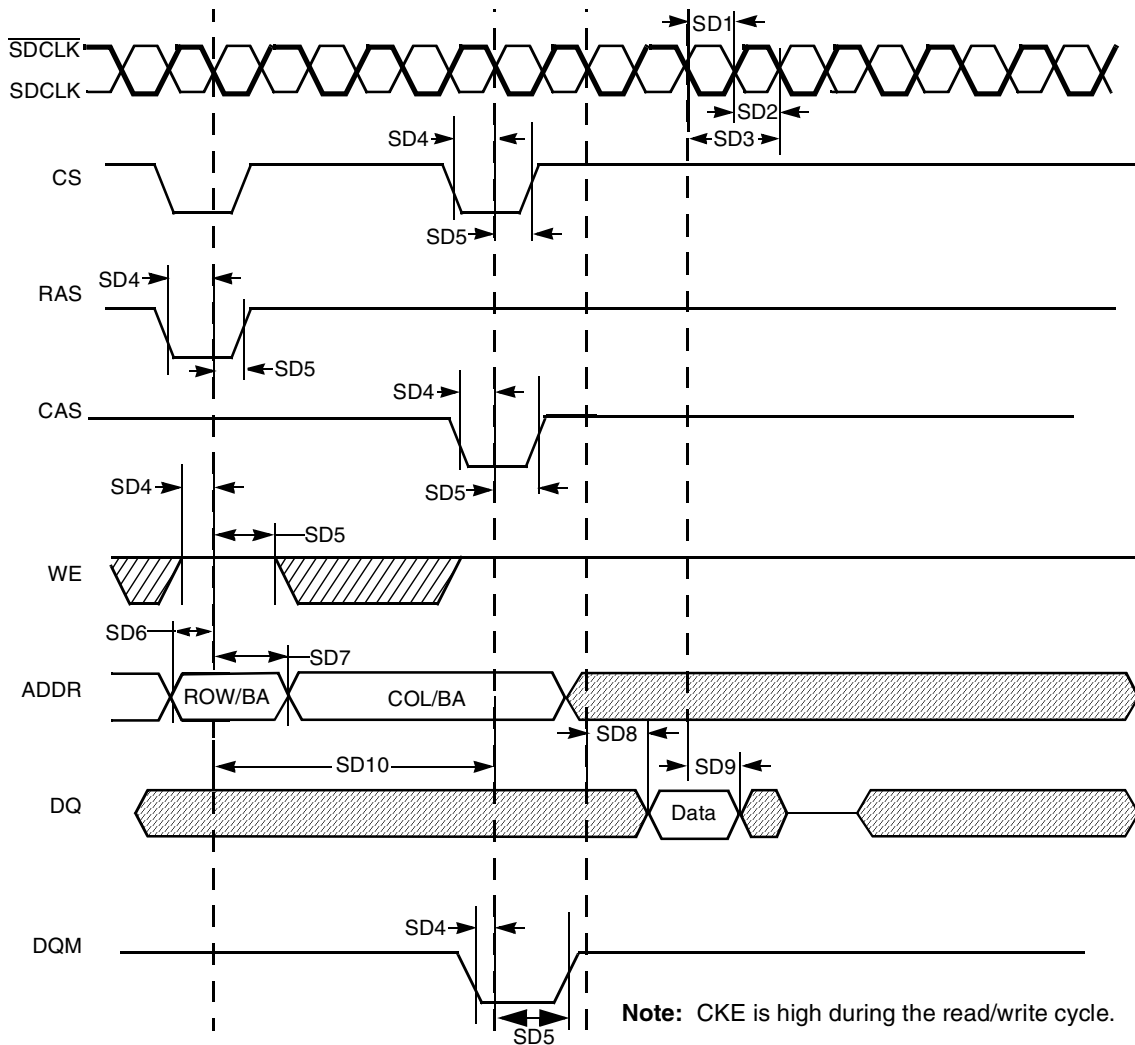 SD1
SDCLK
SDCLK
SD2
SD4
SD3
CS
SD5
SD4
RAS
SD5
SD4
CAS
SD4
SD5
SD5
WE
SD6
SD7
ADDR
ROW/BA
COL/BA
SD8
SD10
SD9
DQ
Data
SD4
DQM
Note: CKE is high during the read/write cycle.
SD5